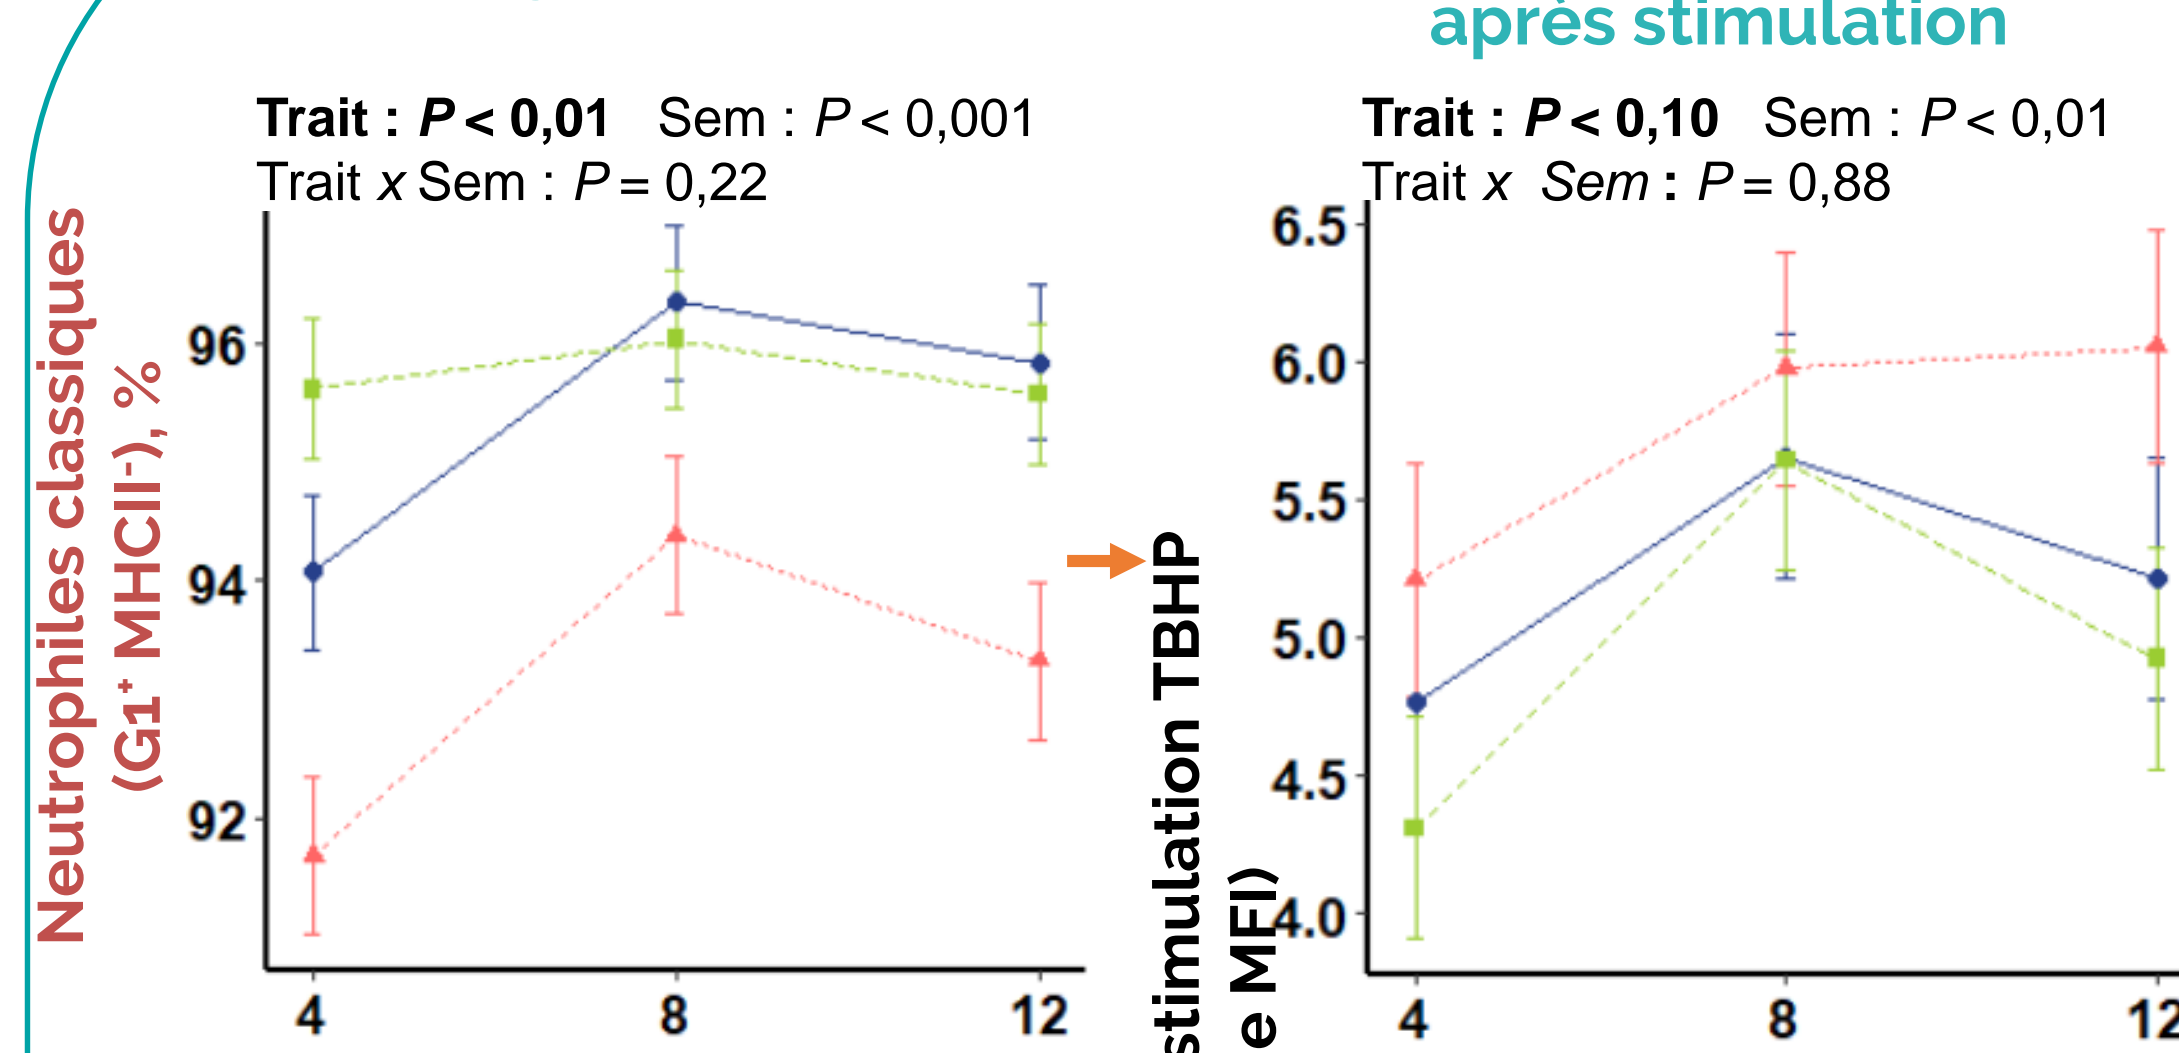 après stimulation
Trait : P < 0,01 Sem : P < 0,001
Trait x Sem : P = 0,22
Neutrophiles classiques
(G1⁺ MHCII⁻), %
96
94
92
4 8 12
Trait : P < 0,10 Sem : P < 0,01
Trait x Sem : P = 0,88
stimulation TBHP
e MFI)
6.5
6.0
5.5
5.0
4.5
4.0
4 8 12